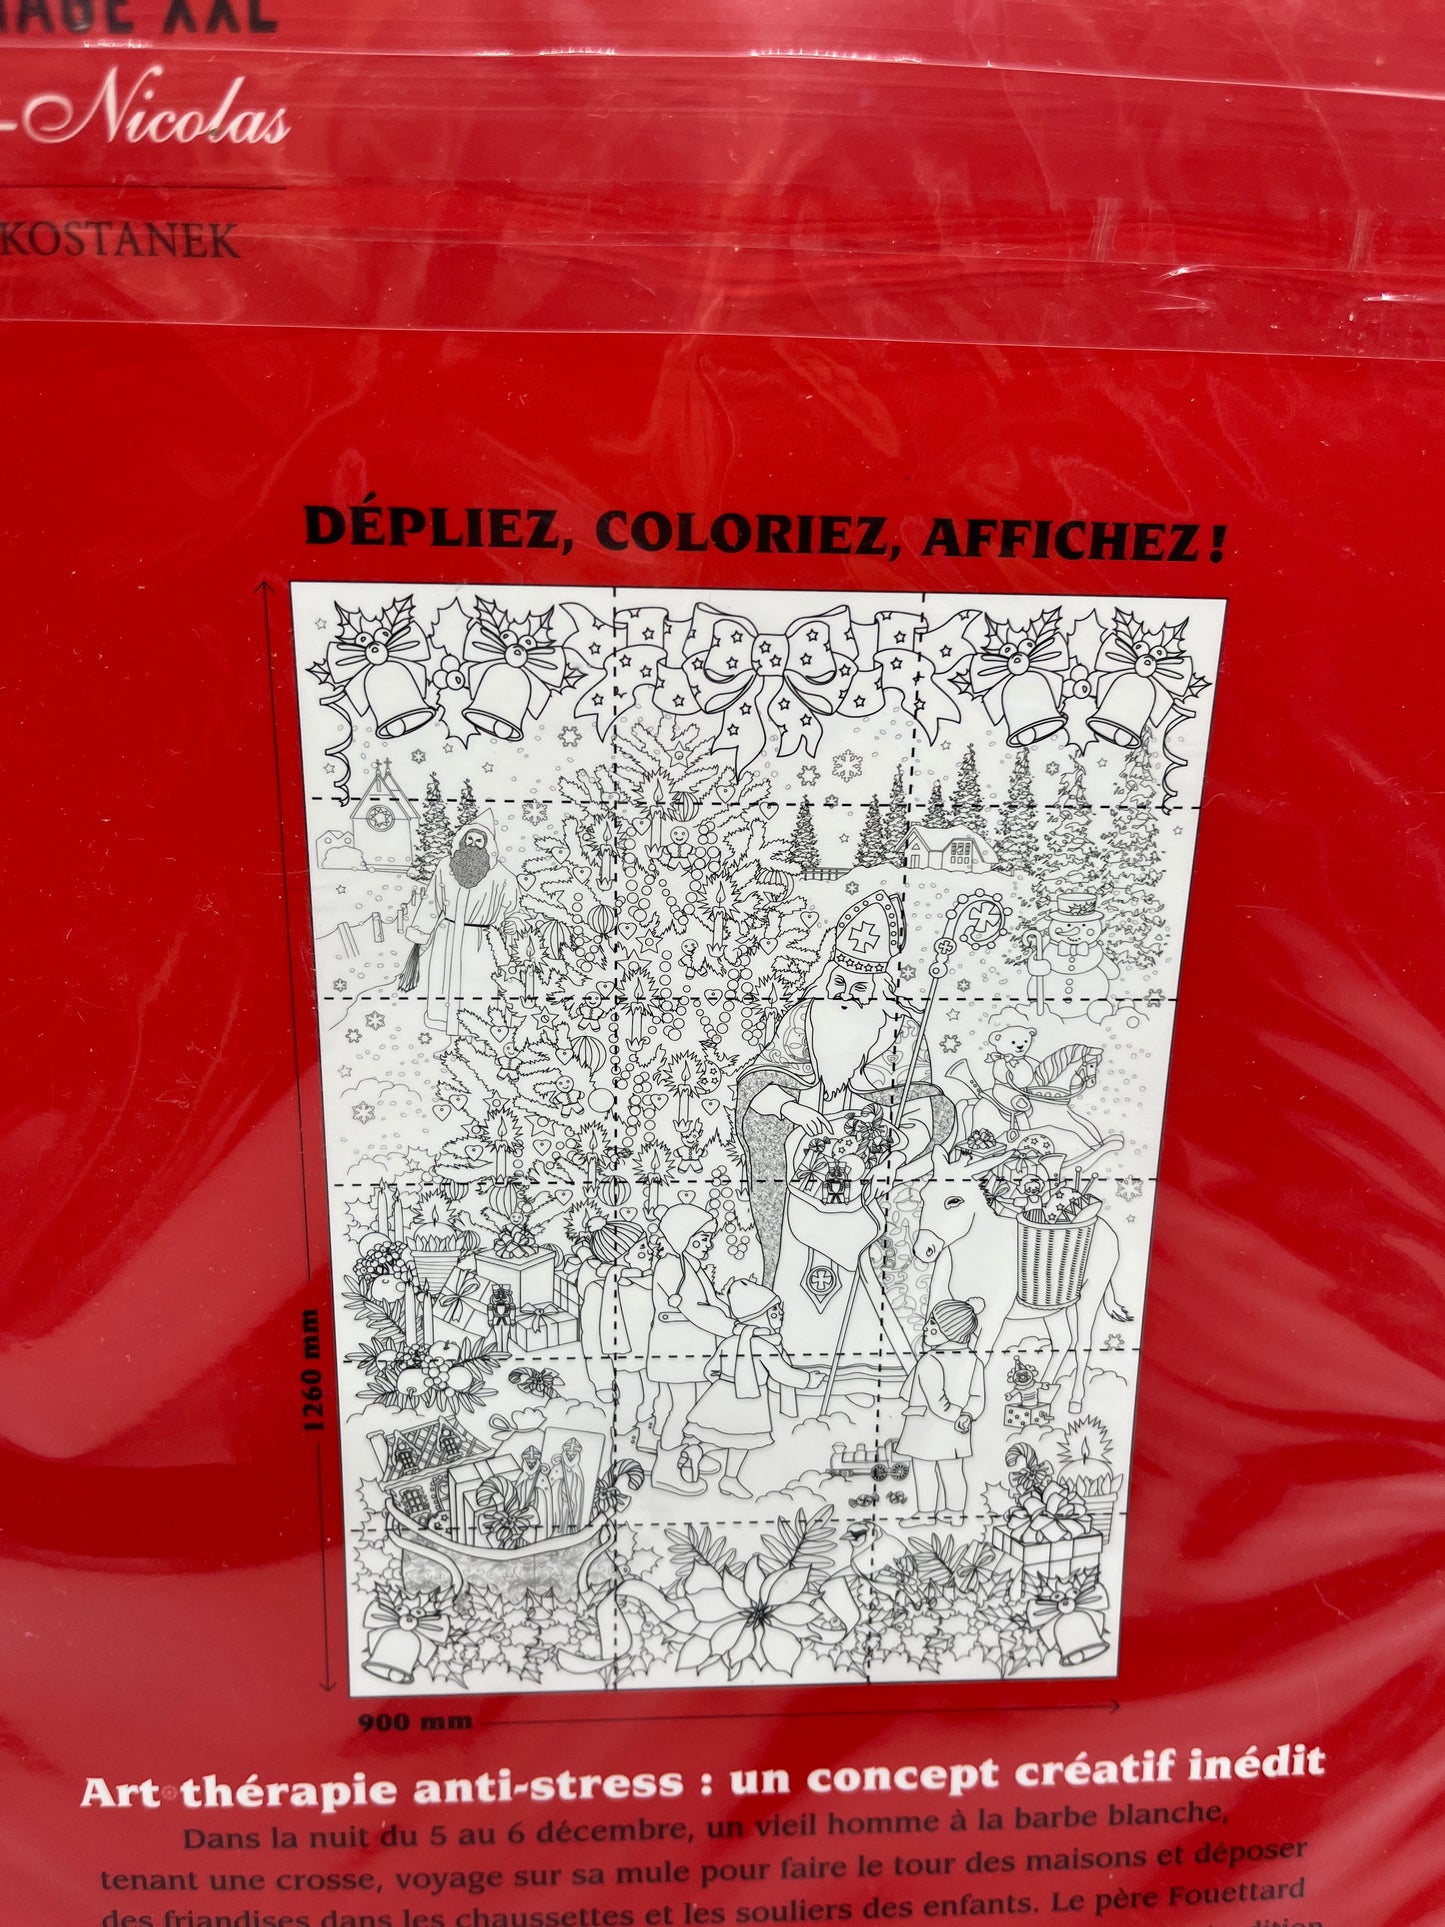 XXL
-Nicolas
KOSTANEK
DÉPLIEZ, COLORIEZ, AFFICHEZ !
1260 mm
900 mm
Art-thérapie anti-stress : un concept créatif inédit
Dans la nuit du 5 au 6 décembre, un vieil homme à la barbe blanche,
tenant une crosse, voyage sur sa mule pour faire le tour des maisons et déposer
des friandises dans les chaussettes et les souliers des enfants. Le père Fouettard